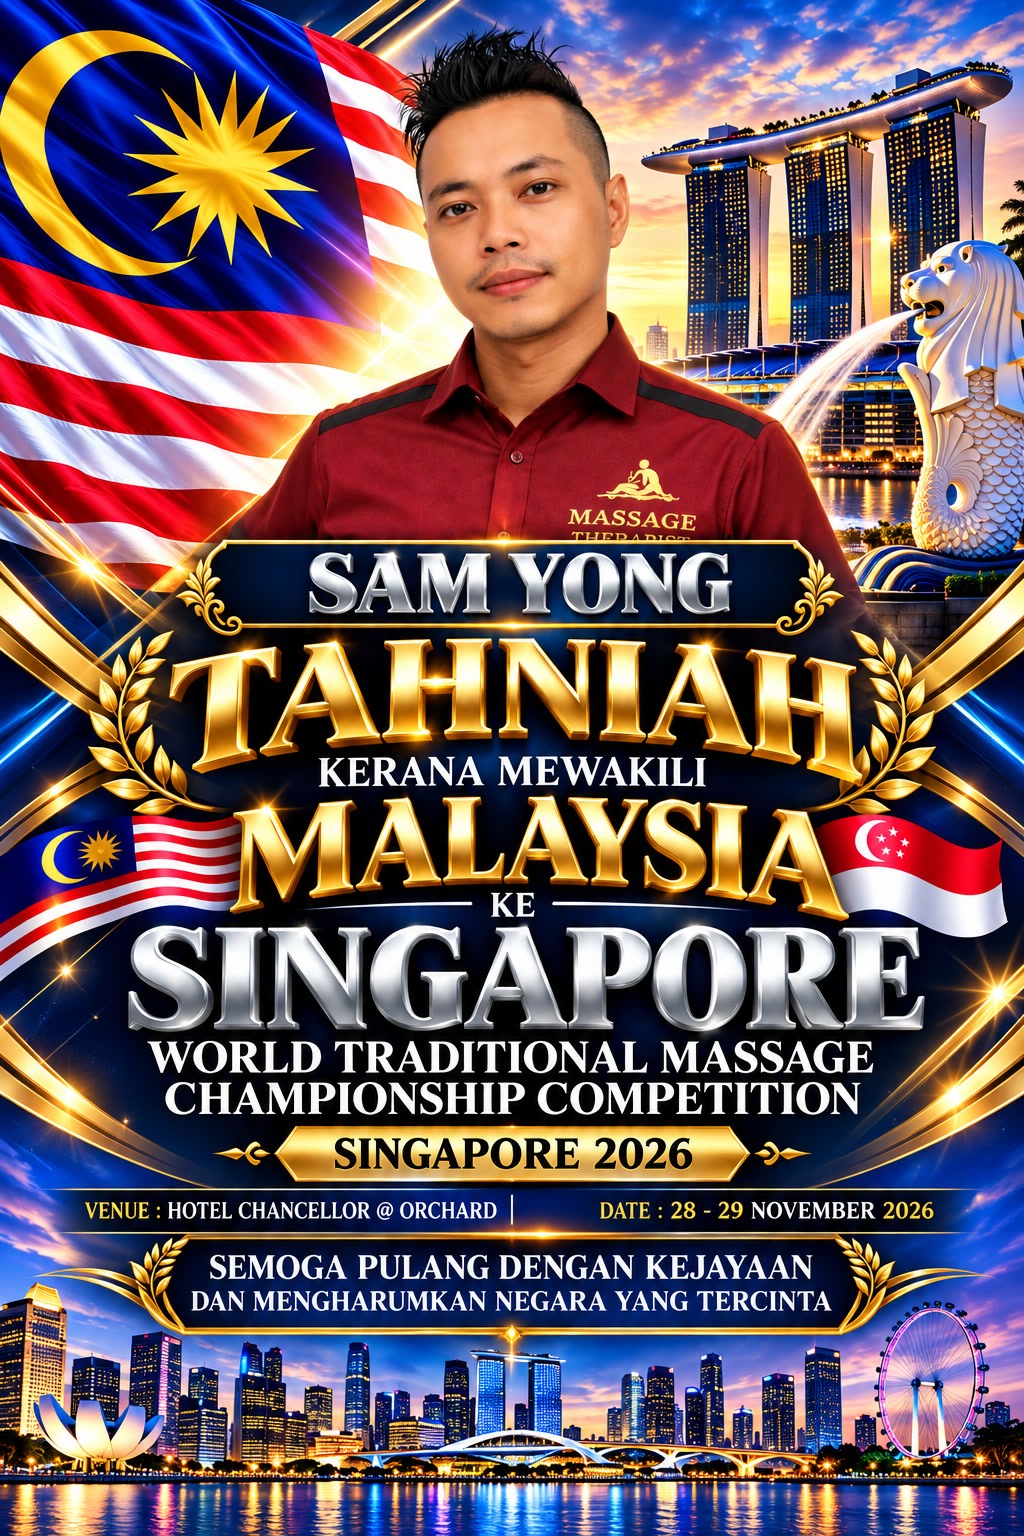 MASSAGE
THERAPIST
SAM YONG
TAHNIAH
KERANA MEWAKILI
MALAYSIA
KE
SINGAPORE
WORLD TRADITIONAL MASSAGE
CHAMPIONSHIP COMPETITION
SINGAPORE 2026
VENUE : HOTEL CHANCELLOR @ ORCHARD | DATE : 28 - 29 NOVEMBER 2026
SEMOGA PULANG DENGAN KEJAYAAN
DAN MENGHARUMKAN NEGARA YANG TERCINTA